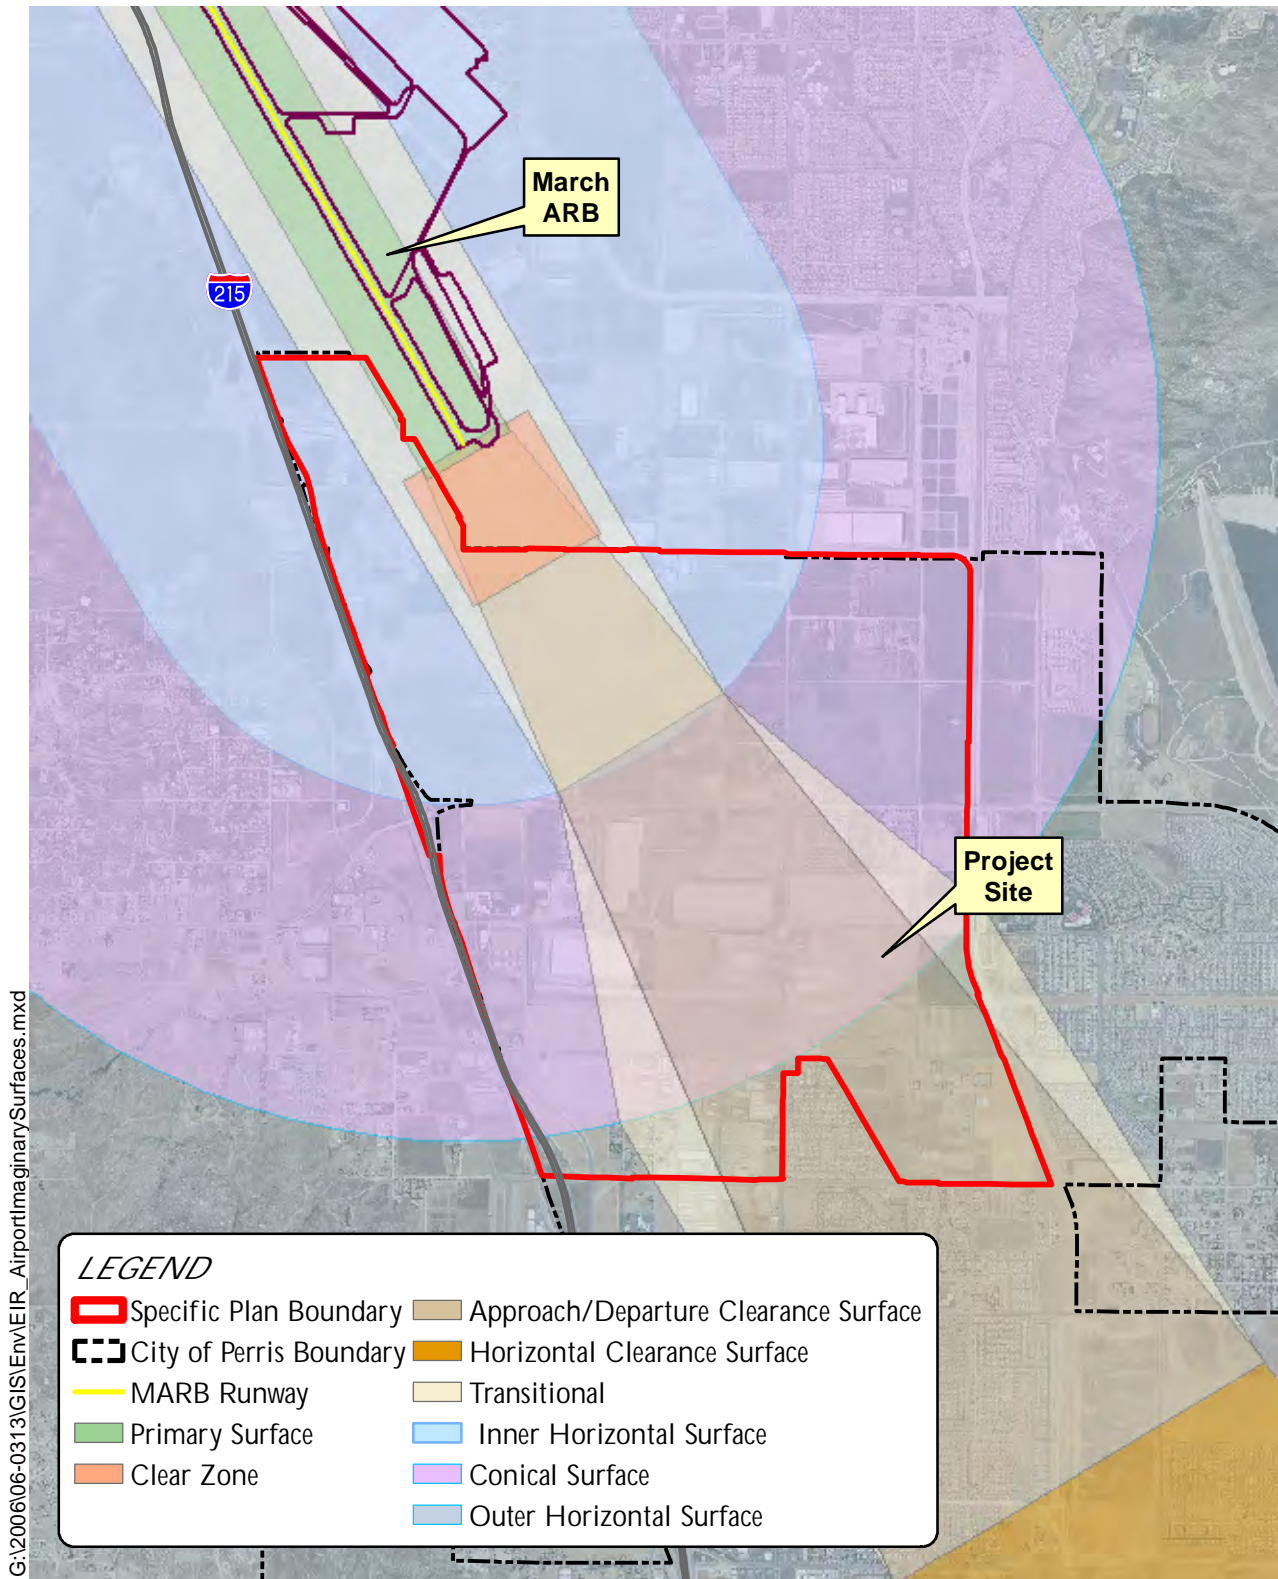 March
ARB
215
Project
Site
G:\2006\06-0313\GIS\Env\EIR_AirportImaginarySurfaces.mxd
LEGEND
Specific Plan Boundary
City of Perris Boundary
MARB Runway
Primary Surface
Clear Zone
Approach/Departure Clearance Surface
Horizontal Clearance Surface
Transitional
Inner Horizontal Surface
Conical Surface
Outer Horizontal Surface